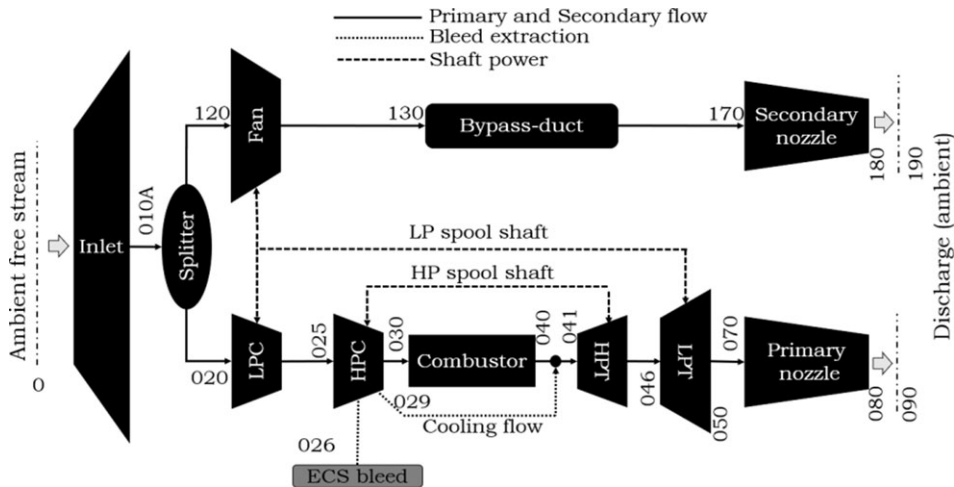 Primary and Secondary flow
Bleed extraction
Shaft power
120
Fan
130
Bypass-duct
170
Secondary
nozzle
180
190
Ambient free stream
0
Inlet
010A
Splitter
LP spool shaft
HP spool shaft
Discharge (ambient)
020
LPC
025
HPC
030
Combustor
040
041
HPT
046
LPT
050
070
Primary
nozzle
080
090
029
Cooling flow
026
ECS bleed